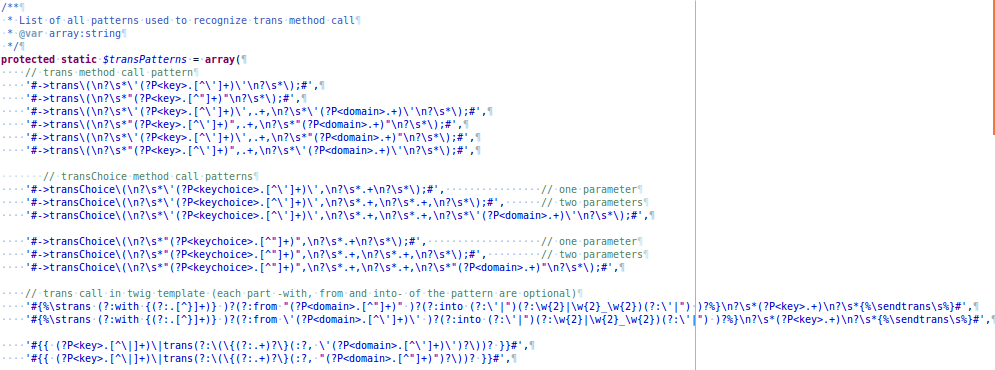 /**
 * List of all patterns used to recognize trans method call
 * @var array:string
 */
protected static $transPatterns = array(
    // trans method call pattern
    '#->trans\(\n?\s*\'(?P<key>.[^\']+)\'\n?\s*\);#',
    '#->trans\(\n?\s*"(?P<key>.[^"]+)"\n?\s*\);#',
    '#->trans\(\n?\s*\'(?P<key>.[^\']+)\',.+,\n?\s*\'(?P<domain>.+)\'\n?\s*\);#',
    '#->trans\(\n?\s*"(?P<key>.[^"]+)",.+,\n?\s*"(?P<domain>.+)"\n?\s*\);#',
    '#->trans\(\n?\s*\'(?P<key>.[^\']+)\',.+,\n?\s*"(?P<domain>.+)"\n?\s*\);#',
    '#->trans\(\n?\s*"(?P<key>.[^"]+)",.+,\n?\s*\'(?P<domain>.+)\'\n?\s*\);#',
       // transChoice method call patterns
    '#->transChoice\(\n?\s*\'(?P<keychoice>.[^\']+)\',\n?\s*.+\n?\s*\);#',                // one parameter
    '#->transChoice\(\n?\s*\'(?P<keychoice>.[^\']+)\',\n?\s*.+,\n?\s*.+,\n?\s*\);#',      // two parameters
    '#->transChoice\(\n?\s*\'(?P<keychoice>.[^\']+)\',\n?\s*.+,\n?\s*.+,\n?\s*\'(?P<domain>.+)\'\n?\s*\);#',
    '#->transChoice\(\n?\s*"(?P<keychoice>.[^"]+)",\n?\s*.+\n?\s*\);#',                   // one parameter
    '#->transChoice\(\n?\s*"(?P<keychoice>.[^"]+)",\n?\s*.+,\n?\s*.+,\n?\s*\);#',         // two parameters
    '#->transChoice\(\n?\s*"(?P<keychoice>.[^"]+)",\n?\s*.+,\n?\s*.+,\n?\s*"(?P<domain>.+)"\n?\s*\);#',
    // trans call in twig template (each part -with, from and into- of the pattern are optional)
    '#{%\strans (?:with {(?:.[^}]+)} )?(?:from "(?P<domain>.[^"]+)" )?(?:into (?:\'|")(?:\w{2}|\w{2}_\w{2})(?:\'|") )?%}\n?\s*(?P<key>.+)\n?\s*{%\sendtrans\s%}#',
    '#{%\strans (?:with {(?:.[^}]+)} )?(?:from \'(?P<domain>.[^\']+)\' )?(?:into (?:\'|")(?:\w{2}|\w{2}_\w{2})(?:\'|") )?%}\n?\s*(?P<key>.+)\n?\s*{%\sendtrans\s%}#',
    '#{{ (?P<key>.[^\|]+)\|trans(?:\(\{(?:.+)?\}(:?, \'(?P<domain>.[^\']+)\')?\))? }}#',
    '#{{ (?P<key>.[^\|]+)\|trans(?:\(\{(?:.+)?\}(:?, "(?P<domain>.[^"]+)")?\))? }}#',